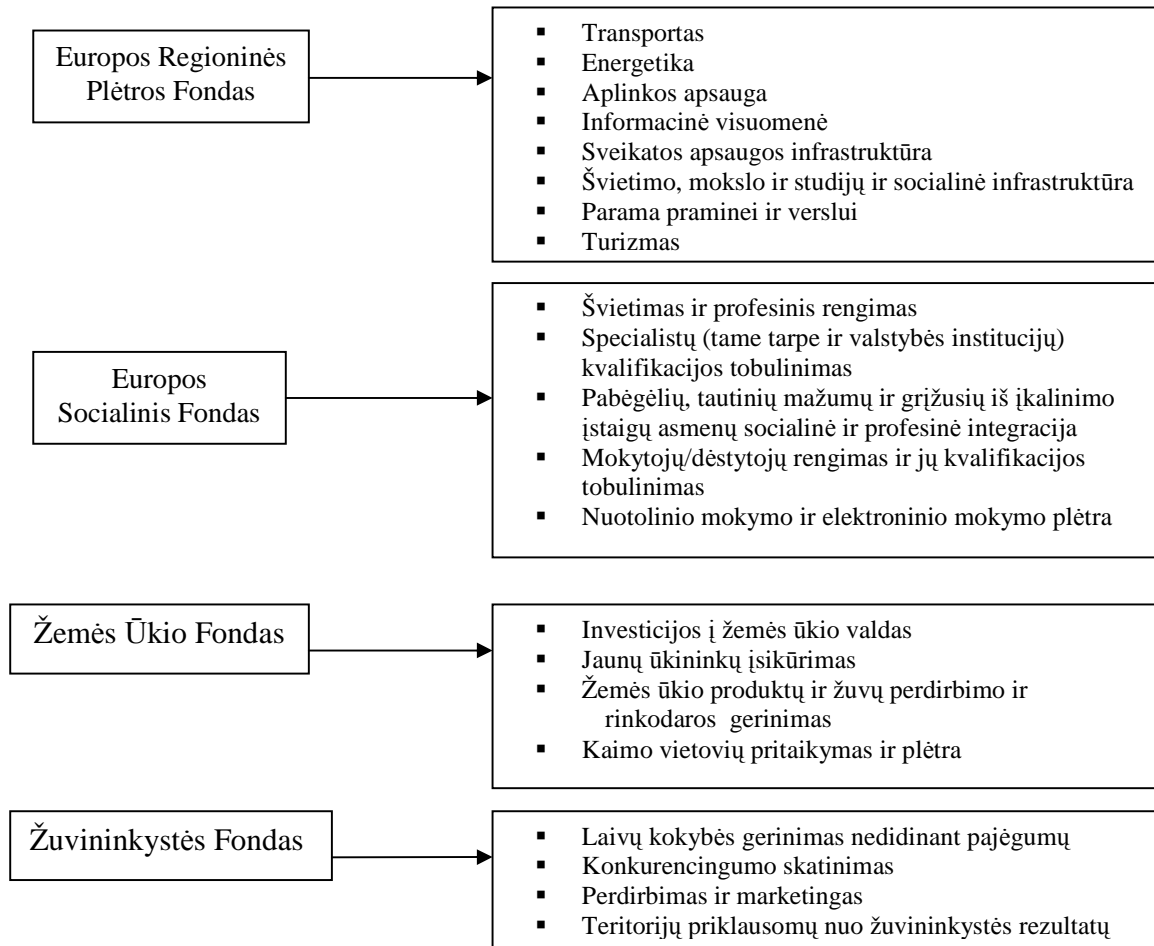 Europos Regioninės
Plėtros Fondas
▪ Transportas
▪ Energetika
▪ Aplinkos apsauga
▪ Informacinė visuomenė
▪ Sveikatos apsaugos infrastruktūra
▪ Švietimo, mokslo ir studijų ir socialinė infrastruktūra
▪ Parama praminei ir verslui
▪ Turizmas
Europos
Socialinis Fondas
▪ Švietimas ir profesinis rengimas
▪ Specialistų (tame tarpe ir valstybės institucijų)
kvalifikacijos tobulinimas
▪ Pabėgėlių, tautinių mažumų ir grįžusių iš įkalinimo
įstaigų asmenų socialinė ir profesinė integracija
▪ Mokytojų/dėstytojų rengimas ir jų kvalifikacijos
tobulinimas
▪ Nuotolinio mokymo ir elektroninio mokymo plėtra
Žemės Ūkio Fondas
▪ Investicijos į žemės ūkio valdas
▪ Jaunų ūkininkų įsikūrimas
▪ Žemės ūkio produktų ir žuvų perdirbimo ir
rinkodaros gerinimas
▪ Kaimo vietovių pritaikymas ir plėtra
Žuvininkystės Fondas
▪ Laivų kokybės gerinimas nedidinant pajėgumų
▪ Konkurencingumo skatinimas
▪ Perdirbimas ir marketingas
▪ Teritorijų priklausomų nuo žuvininkystės rezultatų